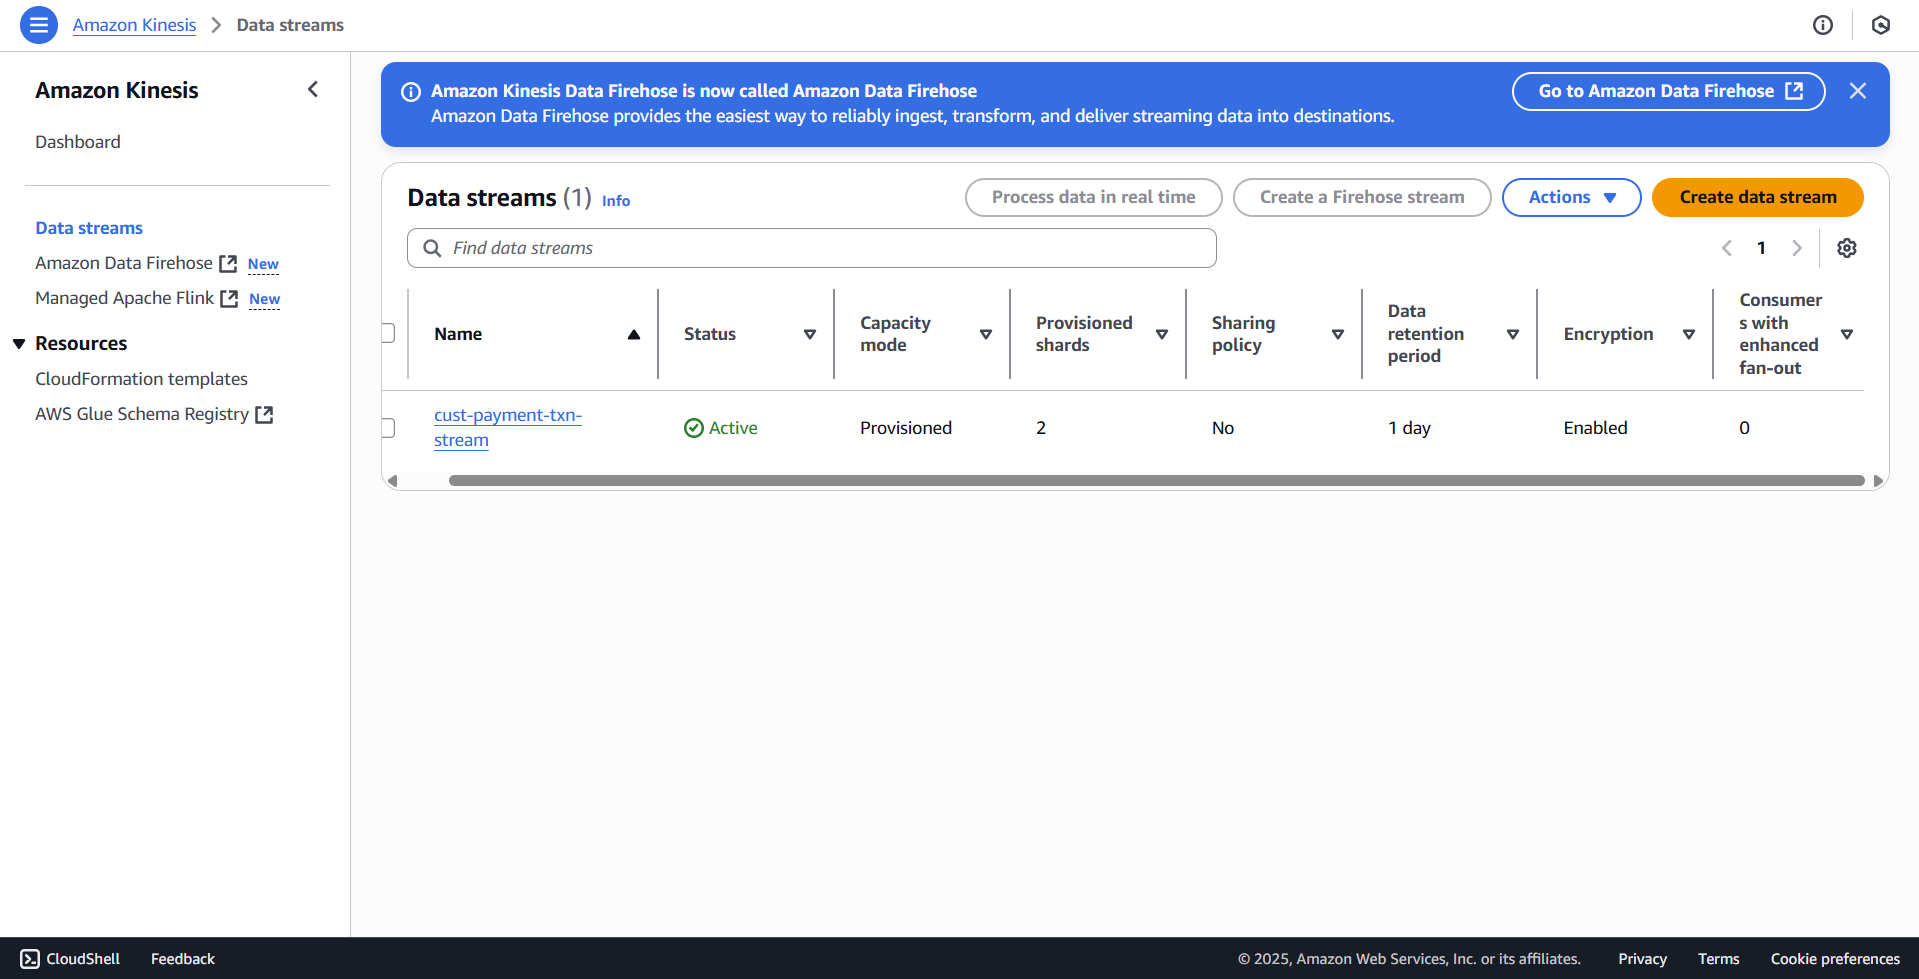 Amazon Kinesis
Data streams
Amazon Kinesis
Dashboard
Data streams
Amazon Data Firehose New
Managed Apache Flink New
Resources
CloudFormation templates
AWS Glue Schema Registry
Amazon Kinesis Data Firehose is now called Amazon Data Firehose
Amazon Data Firehose provides the easiest way to reliably ingest, transform, and deliver streaming data into destinations.
Go to Amazon Data Firehose
Data streams (1) Info
Process data in real time
Create a Firehose stream
Actions
Create data stream
Find data streams
1
Name
Status
Capacity
mode
Provisioned
shards
Sharing
policy
Data
retention
period
Encryption
Consumer
s with
enhanced
fan-out
cust-payment-txn-
stream
Active
Provisioned
2
No
1 day
Enabled
0
CloudShell
Feedback
© 2025, Amazon Web Services, Inc. or its affiliates.
Privacy
Terms
Cookie preferences